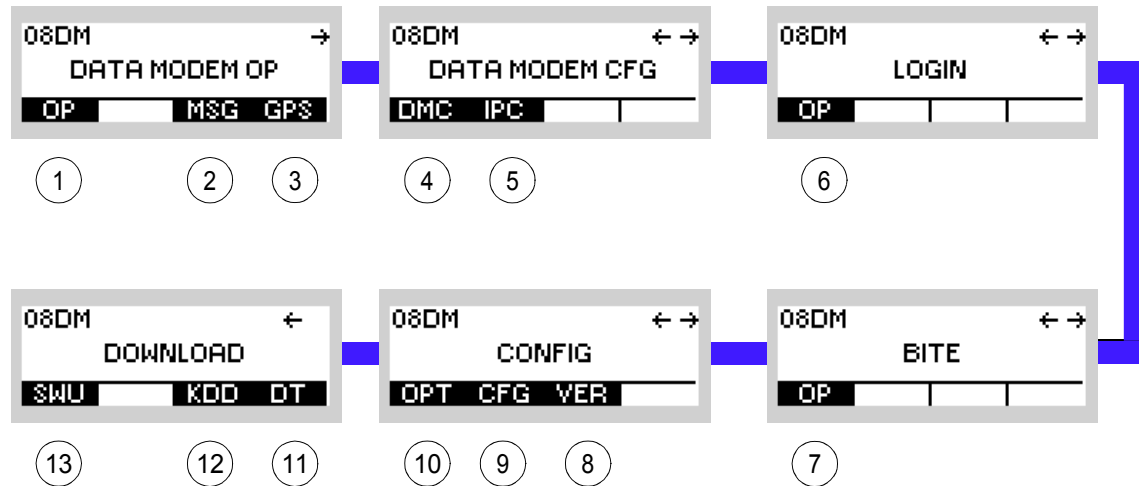 08DM →
DATA MODEM OP
OP MSG GPS
1 2 3
08DM ← →
DATA MODEM CFG
DMC IPC
4 5
08DM ← →
LOGIN
OP
6
08DM ←
DOWNLOAD
SWU KDD DT
13 12 11
08DM ← →
CONFIG
OPT CFG VER
10 9 8
08DM ← →
BITE
OP
7